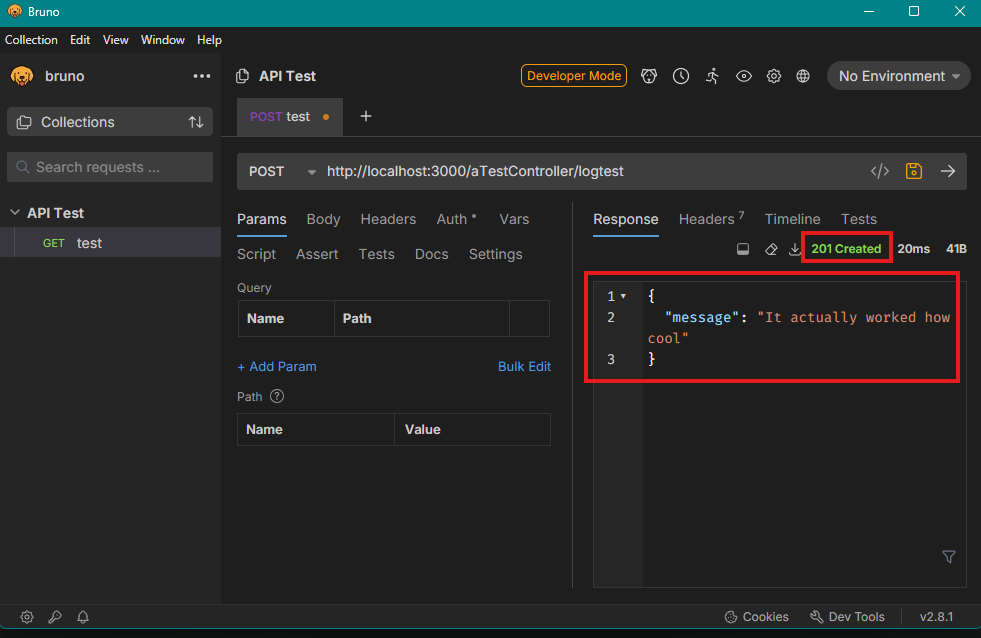 Bruno
Collection Edit View Window Help
bruno
API Test
Developer Mode
No Environment
Collections
POST test
Search requests ...
POST http://localhost:3000/aTestController/logtest
API Test
GET test
Params Body Headers Auth * Vars
Script Assert Tests Docs Settings
Query
Name Path
+ Add Param Bulk Edit
Path ?
Name Value
Response Headers 7 Timeline Tests
201 Created 20ms 41B
1 {
2 "message": "It actually worked how
cool"
3 }
Cookies Dev Tools v2.8.1